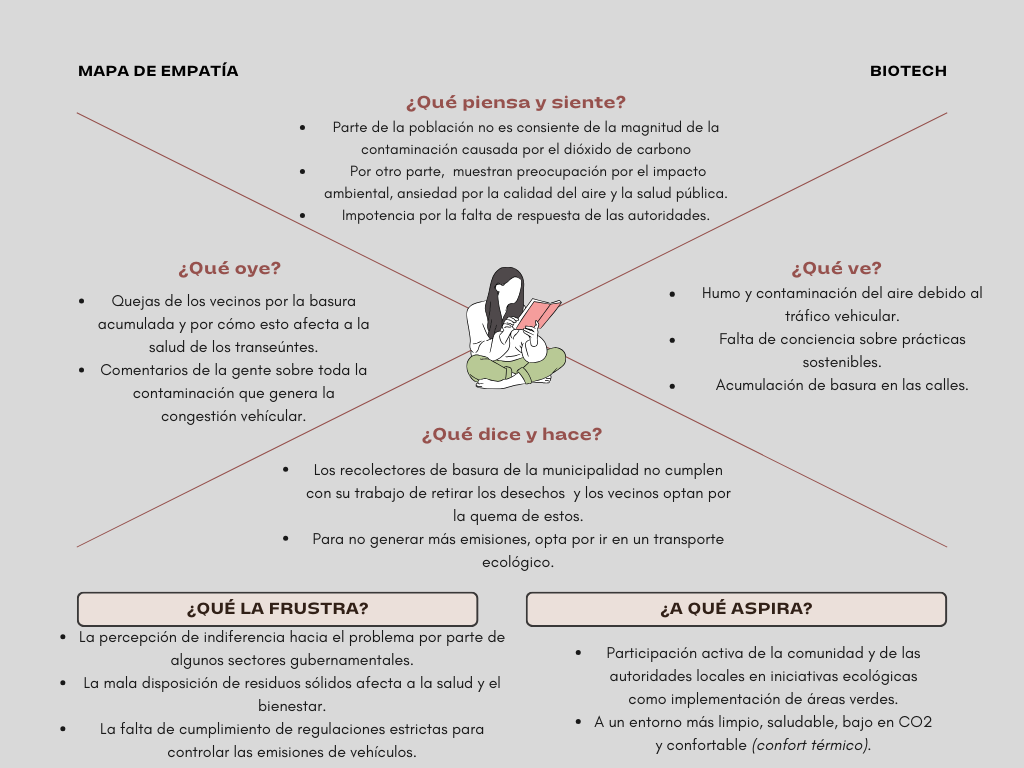 MAPA DE EMPATÍA
BIOTECH
¿Qué piensa y siente?
• Parte de la población no es consiente de la magnitud de la
contaminación causada por el dióxido de carbono
• Por otro parte, muestran preocupación por el impacto
ambiental, ansiedad por la calidad del aire y la salud pública.
• Impotencia por la falta de respuesta de las autoridades.
¿Qué oye?
• Quejas de los vecinos por la basura
acumulada y por cómo esto afecta a la
salud de los transeúntes.
• Comentarios de la gente sobre toda la
contaminación que genera la
congestión vehícular.
¿Qué ve?
• Humo y contaminación del aire debido al
tráfico vehicular.
• Falta de conciencia sobre prácticas
sostenibles.
• Acumulación de basura en las calles.
¿Qué dice y hace?
• Los recolectores de basura de la municipalidad no cumplen
con su trabajo de retirar los desechos y los vecinos optan por
la quema de estos.
• Para no generar más emisiones, opta por ir en un transporte
ecológico.
¿QUÉ LA FRUSTRA?
• La percepción de indiferencia hacia el problema por parte de
algunos sectores gubernamentales.
• La mala disposición de residuos sólidos afecta a la salud y el
bienestar.
• La falta de cumplimiento de regulaciones estrictas para
controlar las emisiones de vehículos.
¿A QUÉ ASPIRA?
• Participación activa de la comunidad y de las
autoridades locales en iniciativas ecológicas
como implementación de áreas verdes.
• A un entorno más limpio, saludable, bajo en CO2
y confortable (confort térmico).